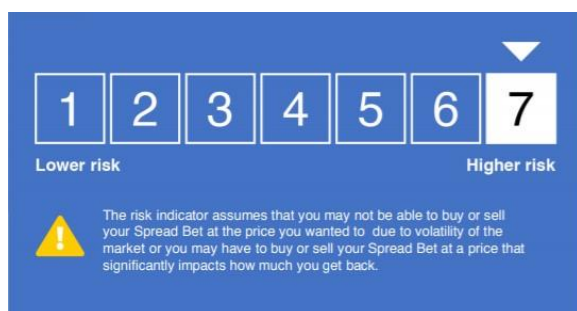 1 2 3 4 5 6 7
Lower risk Higher risk
The risk indicator assumes that you may not be able to buy or sell
your Spread Bet at the price you wanted to due to volatility of the
market or you may have to buy or sell your Spread Bet at a price that
significantly impacts how much you get back.